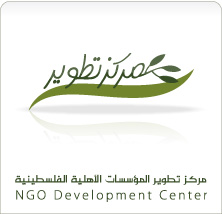 مركز تطوير
مركز تطوير المؤسسات الأهلية الفلسطينية
NGO Development Center